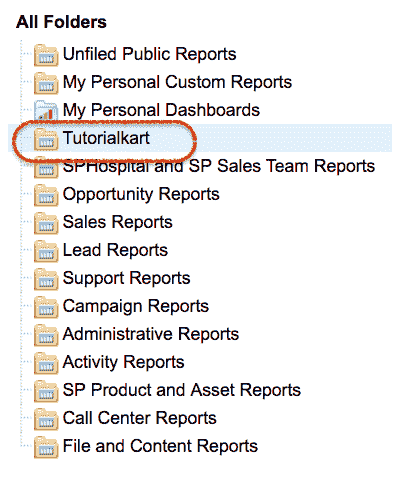 All Folders
Unfiled Public Reports
My Personal Custom Reports
My Personal Dashboards
Tutorialkart
SPHospital and SP Sales Team Reports
Opportunity Reports
Sales Reports
Lead Reports
Support Reports
Campaign Reports
Administrative Reports
Activity Reports
SP Product and Asset Reports
Call Center Reports
File and Content Reports